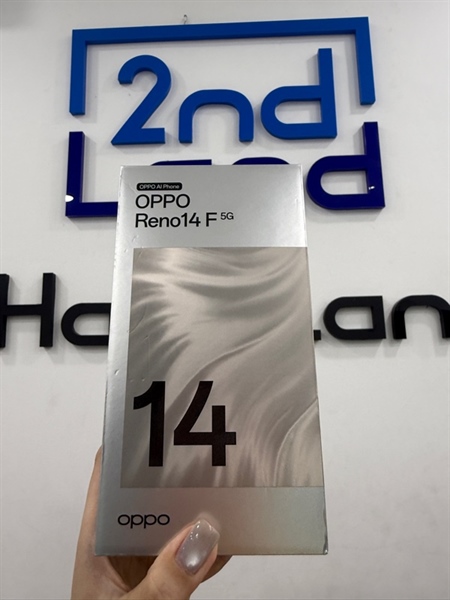 2nd
OPPO AI Phone
OPPO
Reno14 F 5G
14
oppo